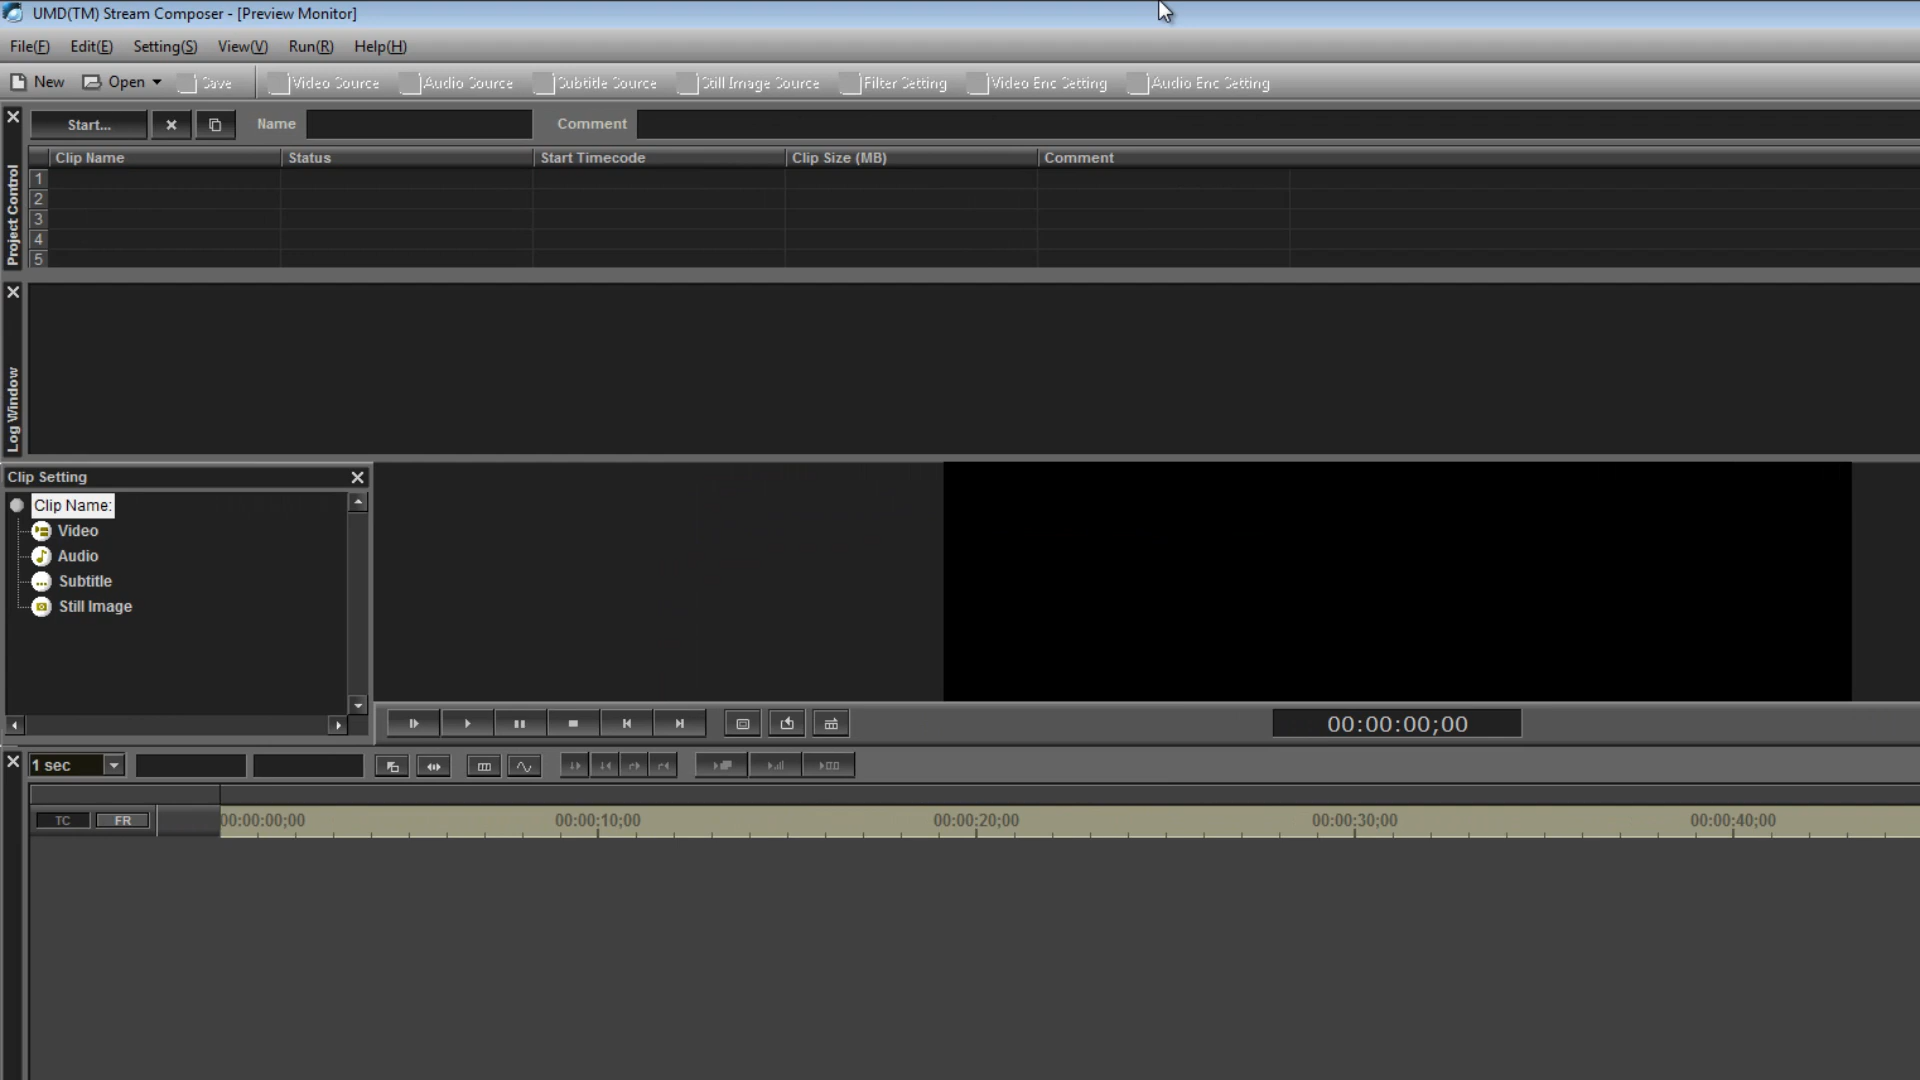 UMD(TM) Stream Composer - [Preview Monitor]
File(F) Edit(E) Setting(S) View(V) Run(R) Help(H)
New Open Save Video Source Audio Source Subtitle Source Still Image Source Filter Setting Video Enc Setting Audio Enc Setting
Start... Name Comment
Project Control
Clip Name Status Start Timecode Clip Size (MB) Comment
1
2
3
4
5
Log Window
Clip Setting
Clip Name:
Video
Audio
Subtitle
Still Image
00:00:00;00
1 sec
TC FR 00:00:00;00 00:00:10;00 00:00:20;00 00:00:30;00 00:00:40;00